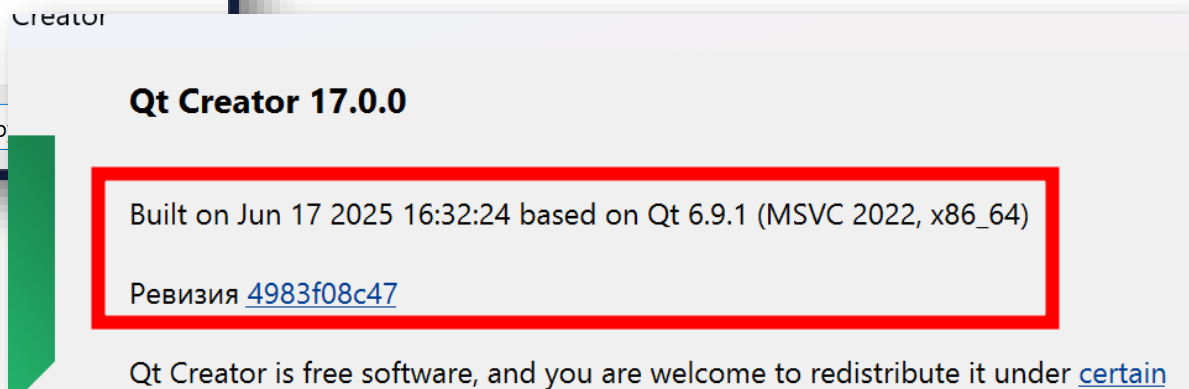 Creator
Qt Creator 17.0.0
Built on Jun 17 2025 16:32:24 based on Qt 6.9.1 (MSVC 2022, x86_64)
Ревизия 4983f08c47
Qt Creator is free software, and you are welcome to redistribute it under certain